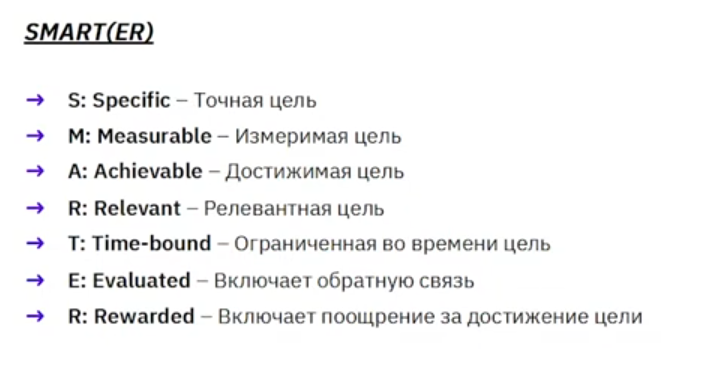 SMART(ER)
→ S: Specific – Точная цель
→ M: Measurable – Измеримая цель
→ A: Achievable – Достижимая цель
→ R: Relevant – Релевантная цель
→ T: Time-bound – Ограниченная во времени цель
→ E: Evaluated – Включает обратную связь
→ R: Rewarded – Включает поощрение за достижение цели